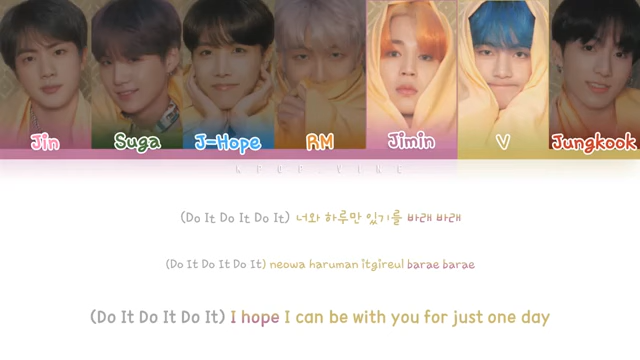 Jin Suga J-Hope RM Jimin V Jungkook
(Do It Do It Do It) 너와 하루만 있기를 바래 바래
(Do It Do It Do It) neowa haruman itgireul barae barae
(Do It Do It Do It) I hope I can be with you for just one day